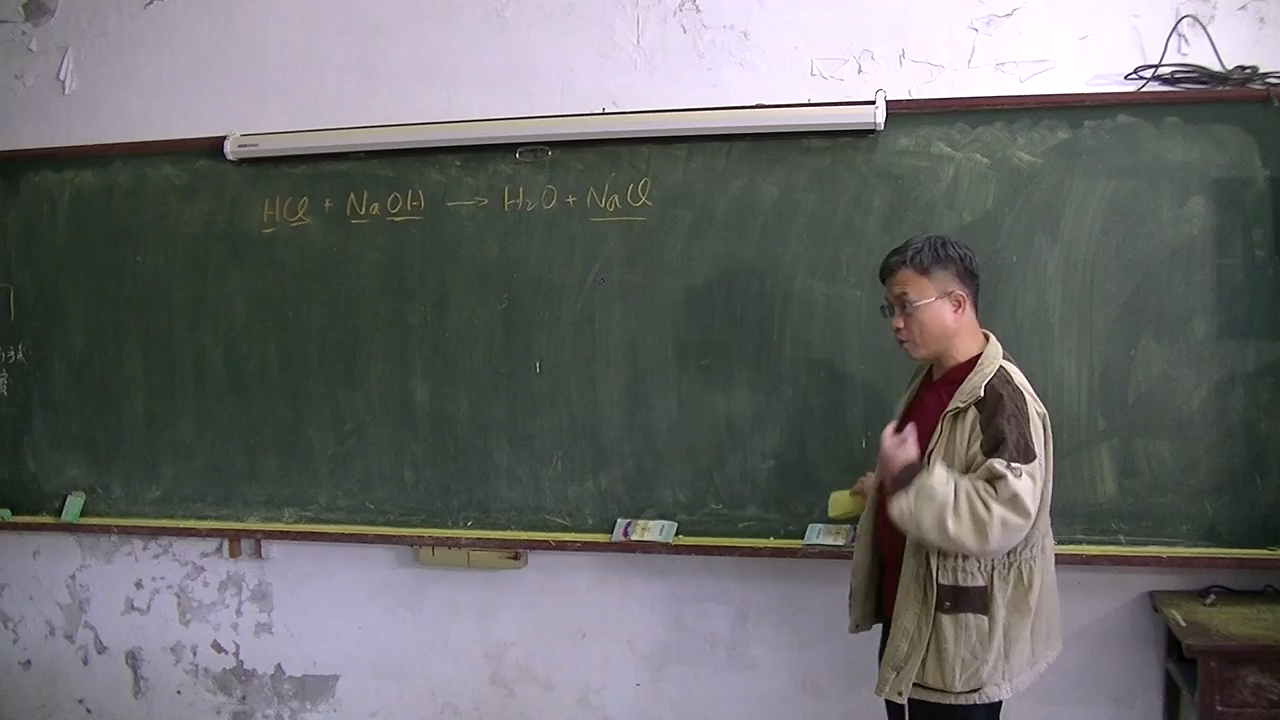 HCl + NaOH → H₂O + NaCl